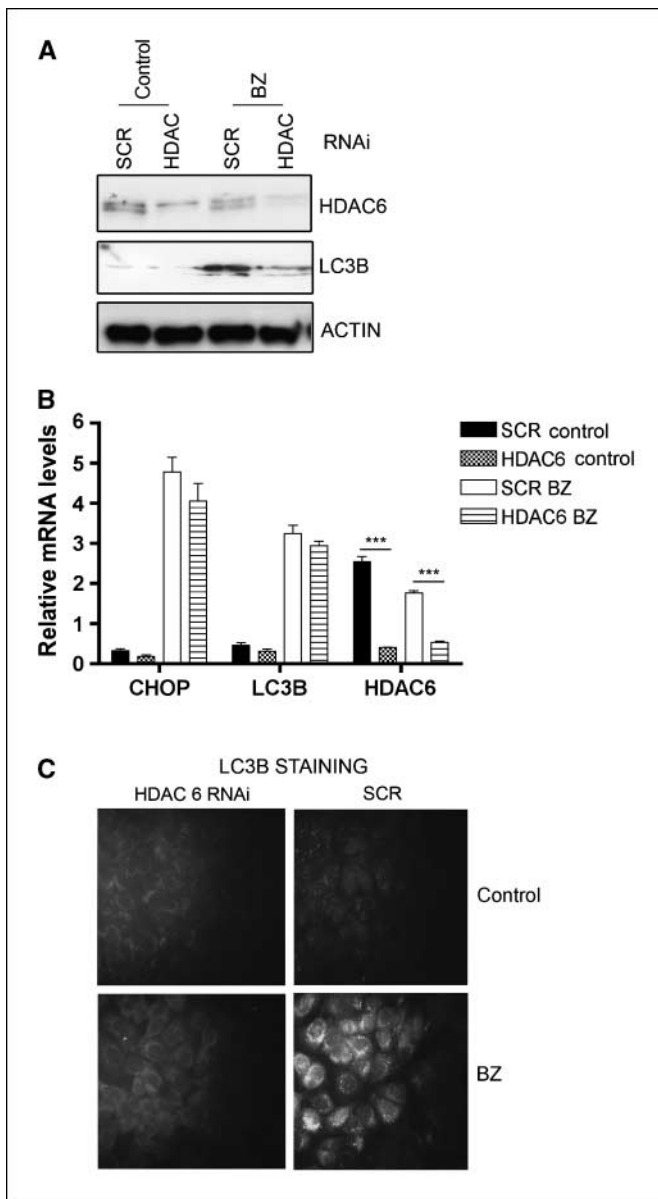 A
Control
BZ
SCR
HDAC
SCR
HDAC
RNAi
HDAC6
LC3B
ACTIN
B
Relative mRNA levels
6
5
4
3
2
1
0
CHOP
LC3B
HDAC6
***
***
SCR control
HDAC6 control
SCR BZ
HDAC6 BZ
C
LC3B STAINING
HDAC 6 RNAi
SCR
Control
BZ